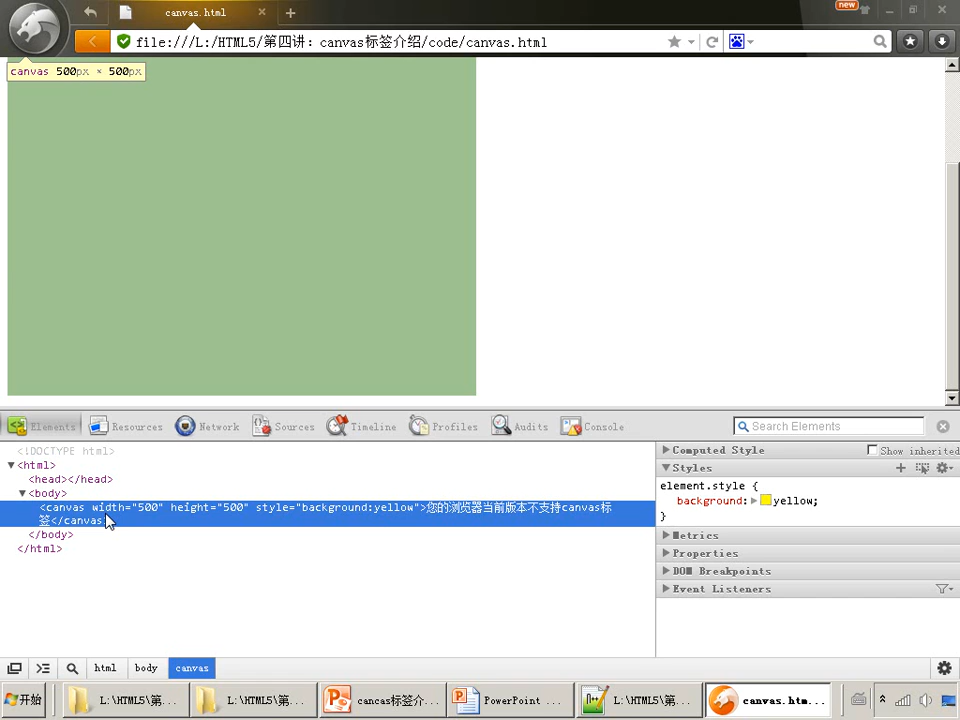 canvas.html
new
file:///L:/HTML5/第四讲：canvas标签介绍/code/canvas.html
canvas 500px × 500px
Elements
Resources
Network
Sources
Timeline
Profiles
Audits
Console
Search Elements
<!DOCTYPE html>
<html>
<head></head>
<body>
<canvas width="500" height="500" style="background:yellow">您的浏览器当前版本不支持canvas标
签</canvas>
</body>
</html>
Computed Style
Show inherited
Styles
element.style {
background: yellow;
}
Metrics
Properties
DOM Breakpoints
Event Listeners
html
body
canvas
开始
L:\HTML5\第...
L:\HTML5\第...
cancas标签介...
PowerPoint ...
L:\HTML5\第...
canvas.htm...